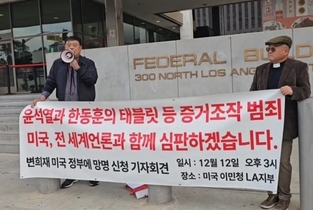 FEDERAL BUILD
300 NORTH LOS ANGE
윤석열과 한동훈의 태블릿 등 증거조작 범죄
미국, 전 세계언론과 함께 심판하겠습니다.
변희재 미국 정부에 망명 신청 기자회견
일시 : 12월 12일 오후 3시
장소 : 미국 이민청 LA지부